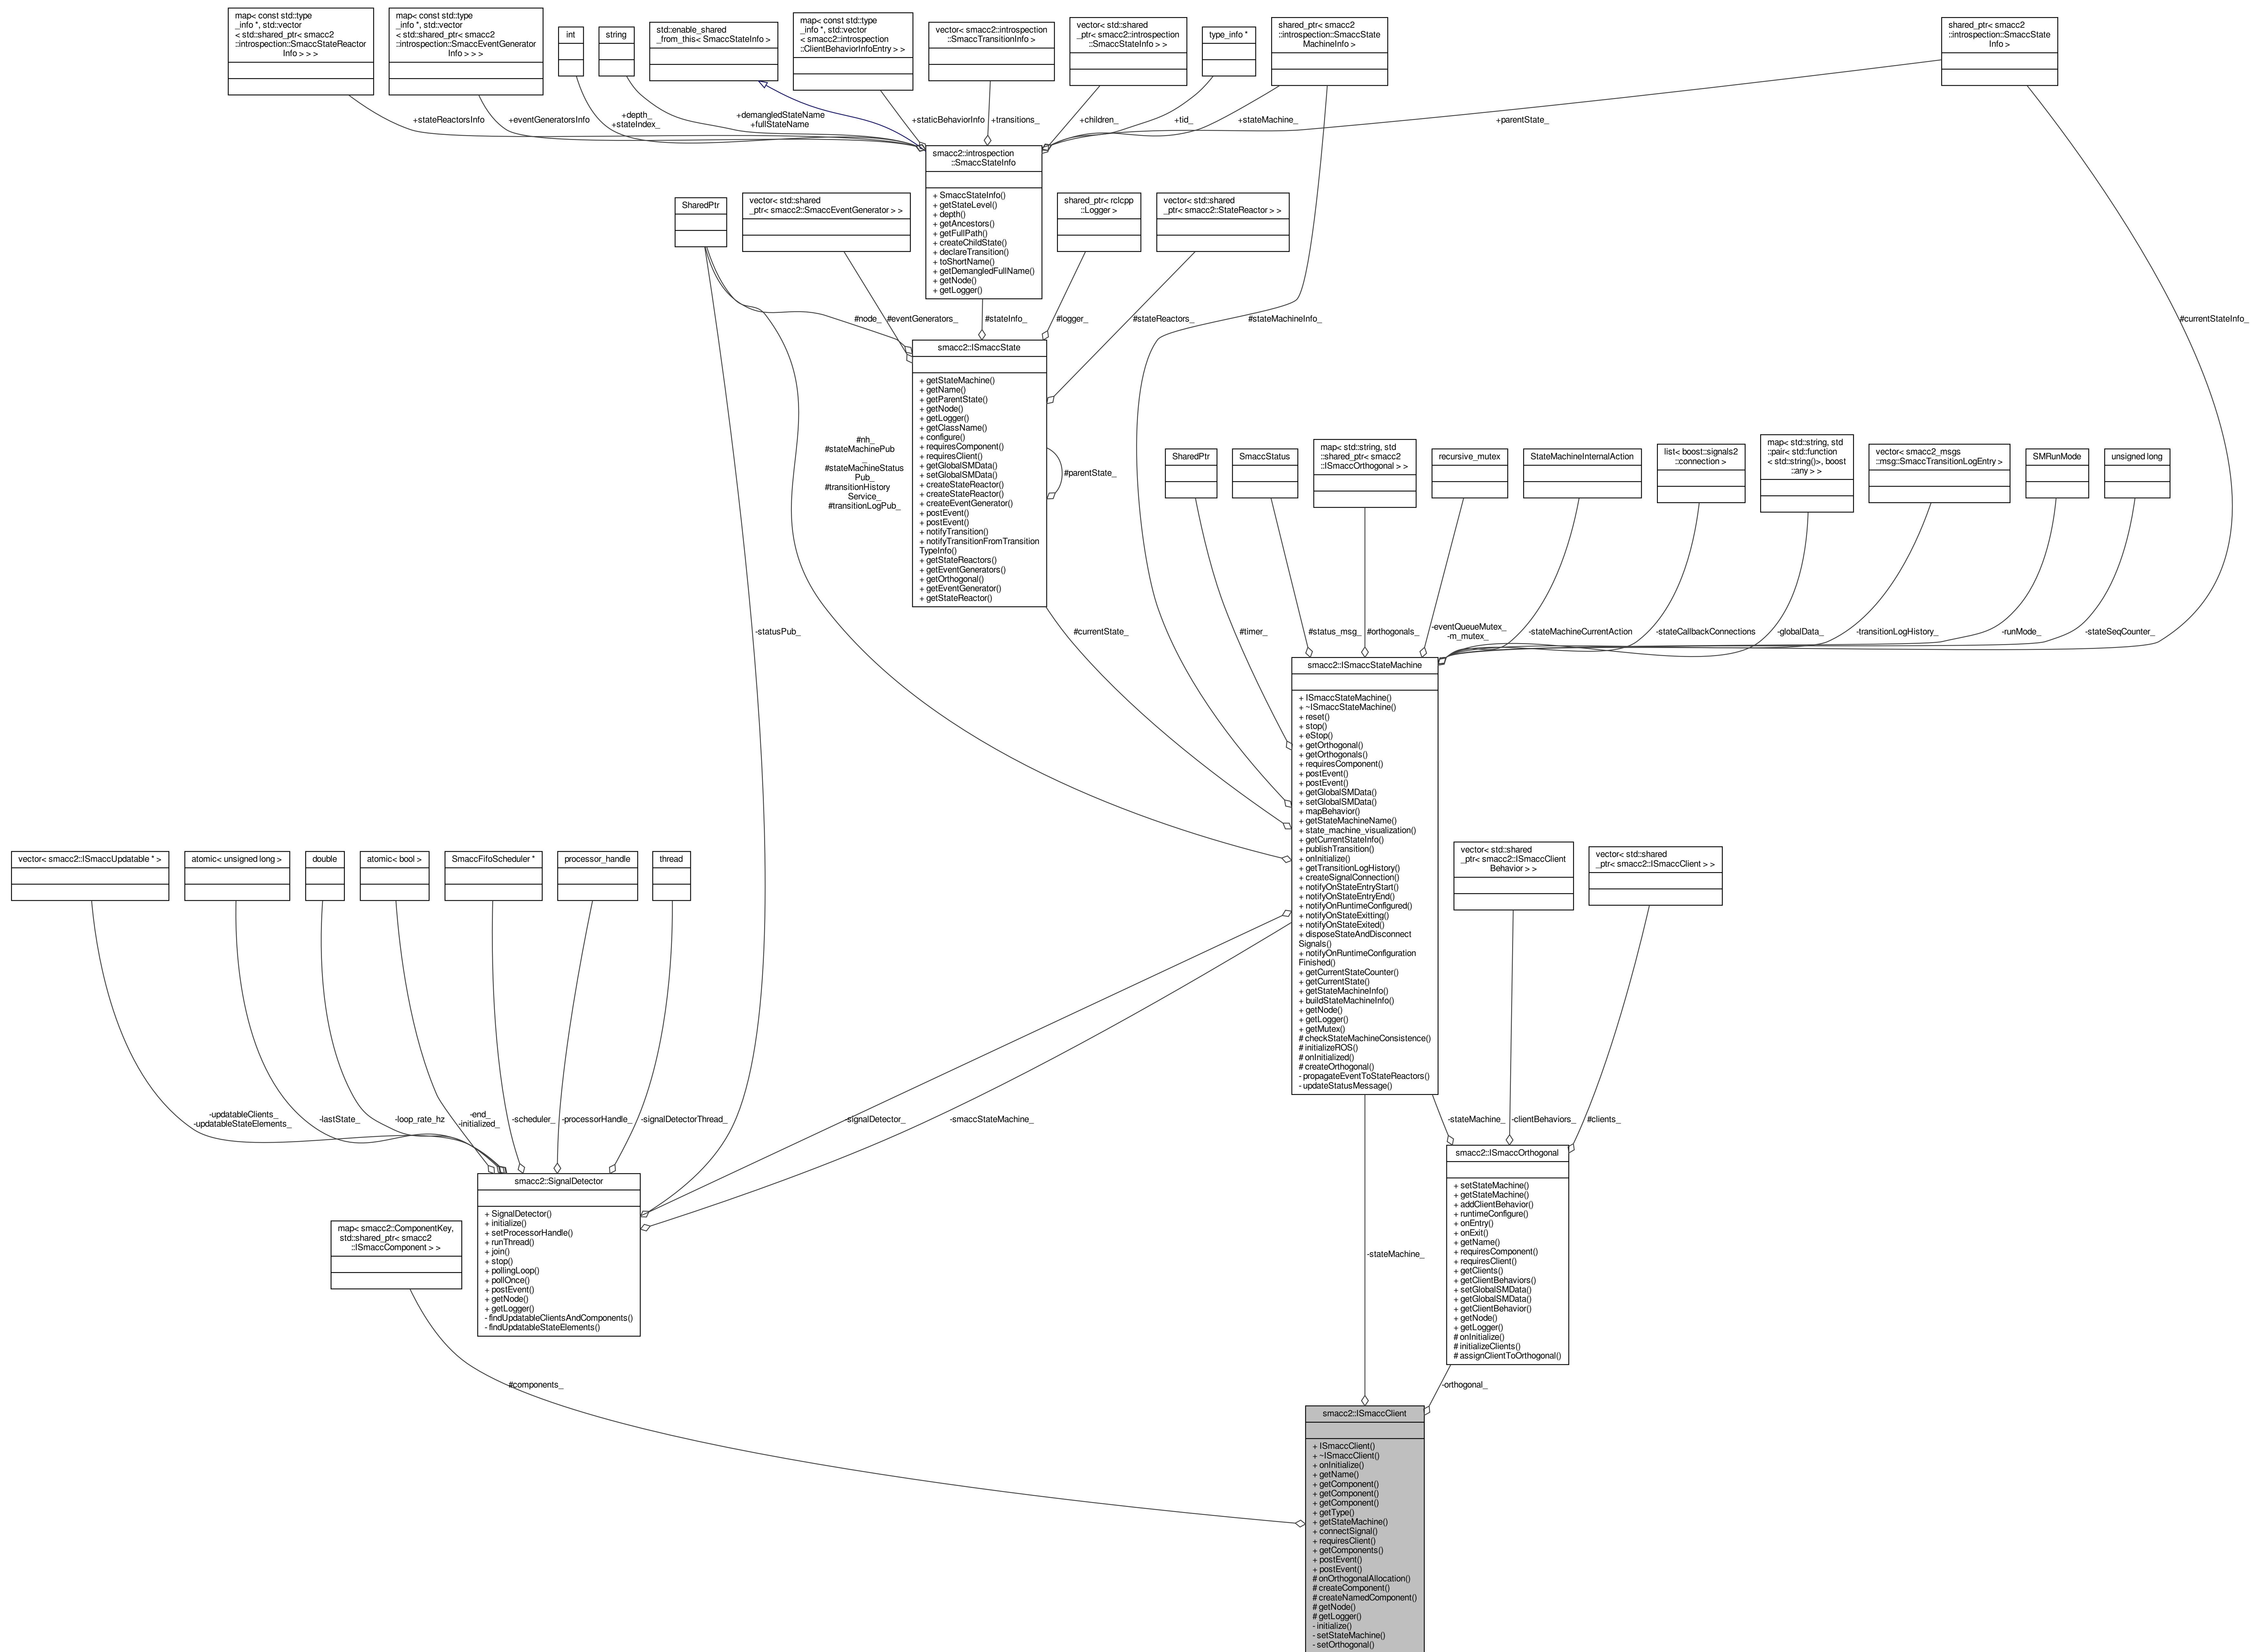 map< const std::type
_info *, std::vector
< std::shared_ptr< smacc2
::introspection::SmaccStateReactor
Info > > >
map< const std::type
_info *, std::vector
< std::shared_ptr< smacc2
::introspection::SmaccEventGenerator
Info > > >
int
string
std::enable_shared
_from_this< SmaccStateInfo >
map< const std::type
_info *, std::vector
< smacc2::introspection
::ClientBehaviorInfoEntry > >
vector< smacc2::introspection
::SmaccTransitionInfo >
vector< std::shared
_ptr< smacc2::introspection
::SmaccStateInfo > >
type_info *
shared_ptr< smacc2
::introspection::SmaccState
MachineInfo >
shared_ptr< smacc2
::introspection::SmaccState
Info >
+stateReactorsInfo
+eventGeneratorsInfo
+depth_
+stateIndex_
+demangledStateName
+fullStateName
+staticBehaviorInfo
+transitions_
+children_
+tid_
+stateMachine_
+parentState_
smacc2::introspection
::SmaccStateInfo
+ SmaccStateInfo()
+ getStateLevel()
+ depth()
+ getAncestors()
+ getFullPath()
+ createChildState()
+ declareTransition()
+ toShortName()
+ getDemangledFullName()
+ getNode()
+ getLogger()
SharedPtr
vector< std::shared
_ptr< smacc2::SmaccEventGenerator > >
shared_ptr< rclcpp
::Logger >
vector< std::shared
_ptr< smacc2::StateReactor > >
#node_
#eventGenerators_
#stateInfo_
#logger_
#stateReactors_
#stateMachineInfo_
#currentStateInfo_
smacc2::ISmaccState
+ getStateMachine()
+ getName()
+ getParentState()
+ getNode()
+ getLogger()
+ getClassName()
+ configure()
+ requiresComponent()
+ requiresClient()
+ getGlobalSMData()
+ setGlobalSMData()
+ createStateReactor()
+ createStateReactor()
+ createEventGenerator()
+ postEvent()
+ postEvent()
+ notifyTransition()
+ notifyTransitionFromTransition
TypeInfo()
+ getStateReactors()
+ getEventGenerators()
+ getOrthogonal()
+ getEventGenerator()
+ getStateReactor()
#parentState_
#nh_
#stateMachinePub
_
#stateMachineStatus
Pub_
#transitionHistory
Service_
#transitionLogPub_
SharedPtr
SmaccStatus
map< std::string, std
::shared_ptr< smacc2
::ISmaccOrthogonal > >
recursive_mutex
StateMachineInternalAction
list< boost::signals2
::connection >
map< std::string, std
::pair< std::function
< std::string()>, boost
::any > >
vector< smacc2_msgs
::msg::SmaccTransitionLogEntry >
SMRunMode
unsigned long
-statusPub_
#currentState_
#timer_
#status_msg_
#orthogonals_
-eventQueueMutex_
-m_mutex_
-stateMachineCurrentAction
-stateCallbackConnections
-globalData_
-transitionLogHistory_
-runMode_
-stateSeqCounter_
smacc2::ISmaccStateMachine
+ ISmaccStateMachine()
+ ~ISmaccStateMachine()
+ reset()
+ stop()
+ eStop()
+ getOrthogonal()
+ getOrthogonals()
+ requiresComponent()
+ postEvent()
+ postEvent()
+ getGlobalSMData()
+ setGlobalSMData()
+ mapBehavior()
+ getStateMachineName()
+ state_machine_visualization()
+ getCurrentStateInfo()
+ publishTransition()
+ onInitialize()
+ getTransitionLogHistory()
+ createSignalConnection()
+ notifyOnStateEntryStart()
+ notifyOnStateEntryEnd()
+ notifyOnRuntimeConfigured()
+ notifyOnStateExitting()
+ notifyOnStateExited()
+ disposeStateAndDisconnect
Signals()
+ notifyOnRuntimeConfiguration
Finished()
+ getCurrentStateCounter()
+ getCurrentState()
+ getStateMachineInfo()
+ buildStateMachineInfo()
+ getNode()
+ getLogger()
+ getMutex()
# checkStateMachineConsistence()
# initializeROS()
# onInitialized()
# createOrthogonal()
- propagateEventToStateReactors()
- updateStatusMessage()
vector< smacc2::ISmaccUpdatable * >
atomic< unsigned long >
double
atomic< bool >
SmaccFifoScheduler *
processor_handle
thread
vector< std::shared
_ptr< smacc2::ISmaccClient
Behavior > >
vector< std::shared
_ptr< smacc2::ISmaccClient > >
-updatableClients_
-updatableStateElements_
-lastState_
-loop_rate_hz
-end_
-initialized_
-scheduler_
-processorHandle_
-signalDetectorThread_
-signalDetector_
-smaccStateMachine_
-stateMachine_
-clientBehaviors_
#clients_
smacc2::SignalDetector
+ SignalDetector()
+ initialize()
+ setProcessorHandle()
+ runThread()
+ join()
+ stop()
+ pollingLoop()
+ pollOnce()
+ postEvent()
+ getNode()
+ getLogger()
- findUpdatableClientsAndComponents()
- findUpdatableStateElements()
map< smacc2::ComponentKey,
std::shared_ptr< smacc2
::ISmaccComponent > >
smacc2::ISmaccOrthogonal
+ setStateMachine()
+ getStateMachine()
+ addClientBehavior()
+ runtimeConfigure()
+ onEntry()
+ onExit()
+ getName()
+ requiresComponent()
+ requiresClient()
+ getClients()
+ getClientBehaviors()
+ setGlobalSMData()
+ getGlobalSMData()
+ getClientBehavior()
+ getNode()
+ getLogger()
# onInitialize()
# initializeClients()
# assignClientToOrthogonal()
-stateMachine_
#components_
-orthogonal_
smacc2::ISmaccClient
+ ISmaccClient()
+ ~ISmaccClient()
+ onInitialize()
+ getName()
+ getComponent()
+ getComponent()
+ getComponent()
+ getType()
+ getStateMachine()
+ connectSignal()
+ requiresClient()
+ getComponents()
+ postEvent()
+ postEvent()
# onOrthogonalAllocation()
# createComponent()
# createNamedComponent()
# getNode()
# getLogger()
- initialize()
- setStateMachine()
- setOrthogonal()